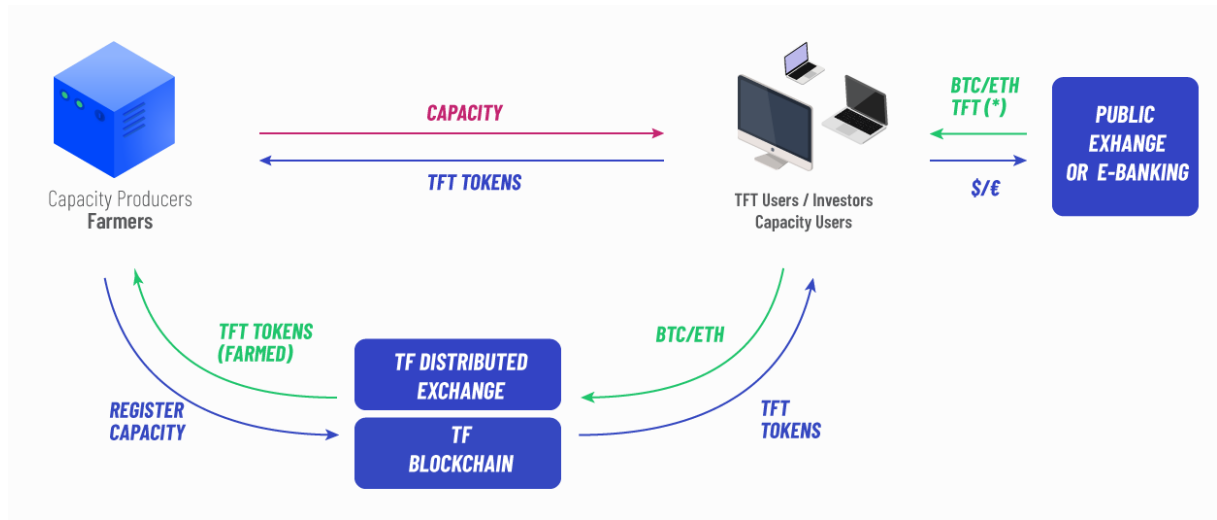 CAPACITY
TFT TOKENS
Capacity Producers
Farmers
TFT Users / Investors
Capacity Users
BTC/ETH
TFT (*)
$/€
PUBLIC
EXHANGE
OR E-BANKING
TFT TOKENS
(FARMED)
REGISTER
CAPACITY
TF DISTRIBUTED
EXCHANGE
TF
BLOCKCHAIN
BTC/ETH
TFT
TOKENS